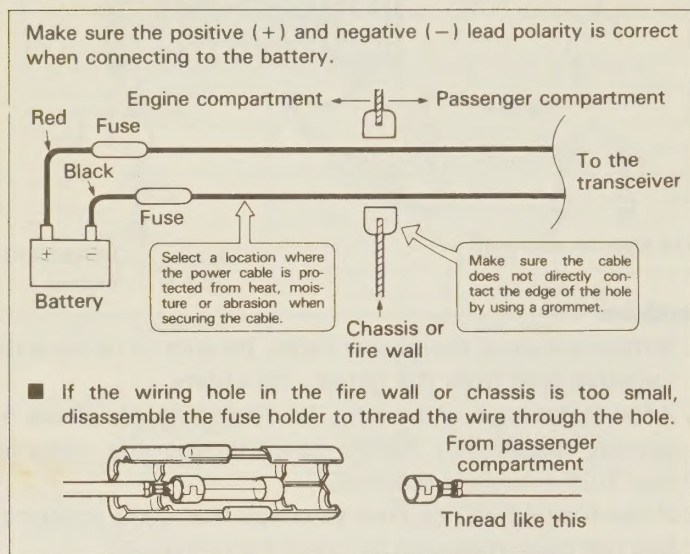 Make sure the positive (+) and negative (−) lead polarity is correct
when connecting to the battery.
Engine compartment
Passenger compartment
Red
Fuse
Black
Fuse
To the
transceiver
+
−
Battery
Select a location where
the power cable is pro-
tected from heat, mois-
ture or abrasion when
securing the cable.
Make sure the cable
does not directly con-
tact the edge of the hole
by using a grommet.
Chassis or
fire wall
■ If the wiring hole in the fire wall or chassis is too small,
disassemble the fuse holder to thread the wire through the hole.
From passenger
compartment
Thread like this